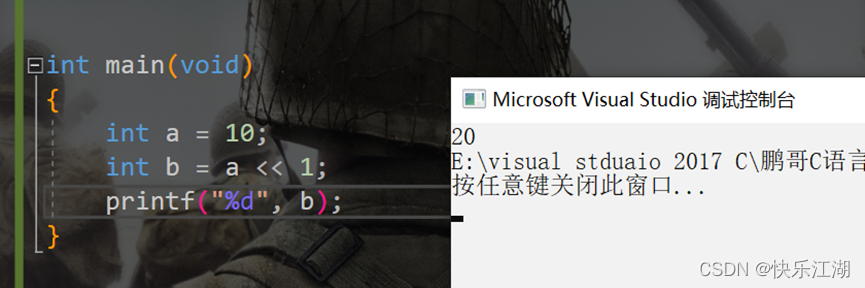 int main(void)
{
int a = 10;
int b = a << 1;
printf("%d", b);
}
Microsoft Visual Studio 调试控制台
20
E:\visual stduaio 2017 C\鹏哥C语言
按任意键关闭此窗口...
CSDN @快乐江湖